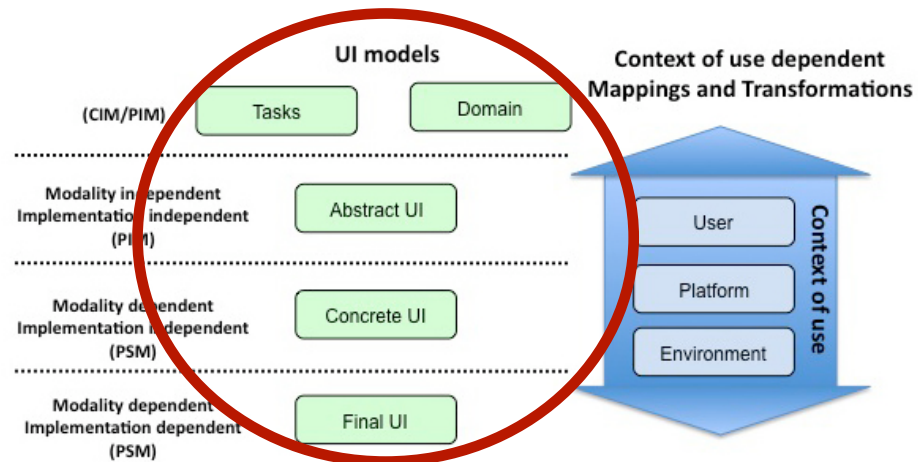 UI models
Context of use dependent
Mappings and Transformations
(CIM/PIM)
Tasks
Domain
Modality independent
Implementation independent
(PIM)
Abstract UI
User
Context of use
Modality dependent
Implementation independent
(PSM)
Concrete UI
Platform
Environment
Modality dependent
Implementation dependent
(PSM)
Final UI